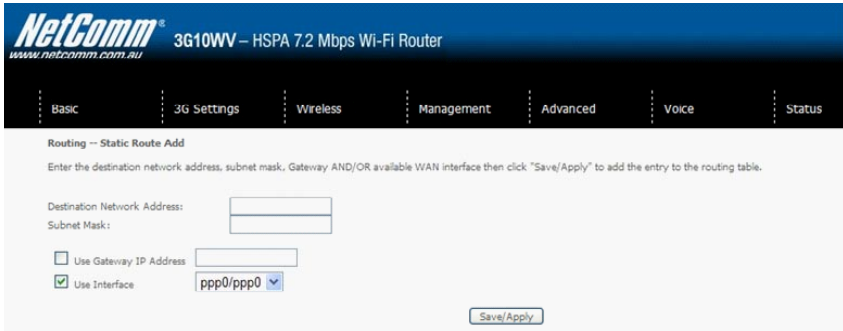 NetComm®
www.netcomm.com.au
3G10WV – HSPA 7.2 Mbps Wi-Fi Router
Basic 3G Settings Wireless Management Advanced Voice Status
Routing -- Static Route Add
Enter the destination network address, subnet mask, Gateway AND/OR available WAN interface then click "Save/Apply" to add the entry to the routing table.
Destination Network Address:
Subnet Mask:
Use Gateway IP Address
Use Interface ppp0/ppp0
Save/Apply